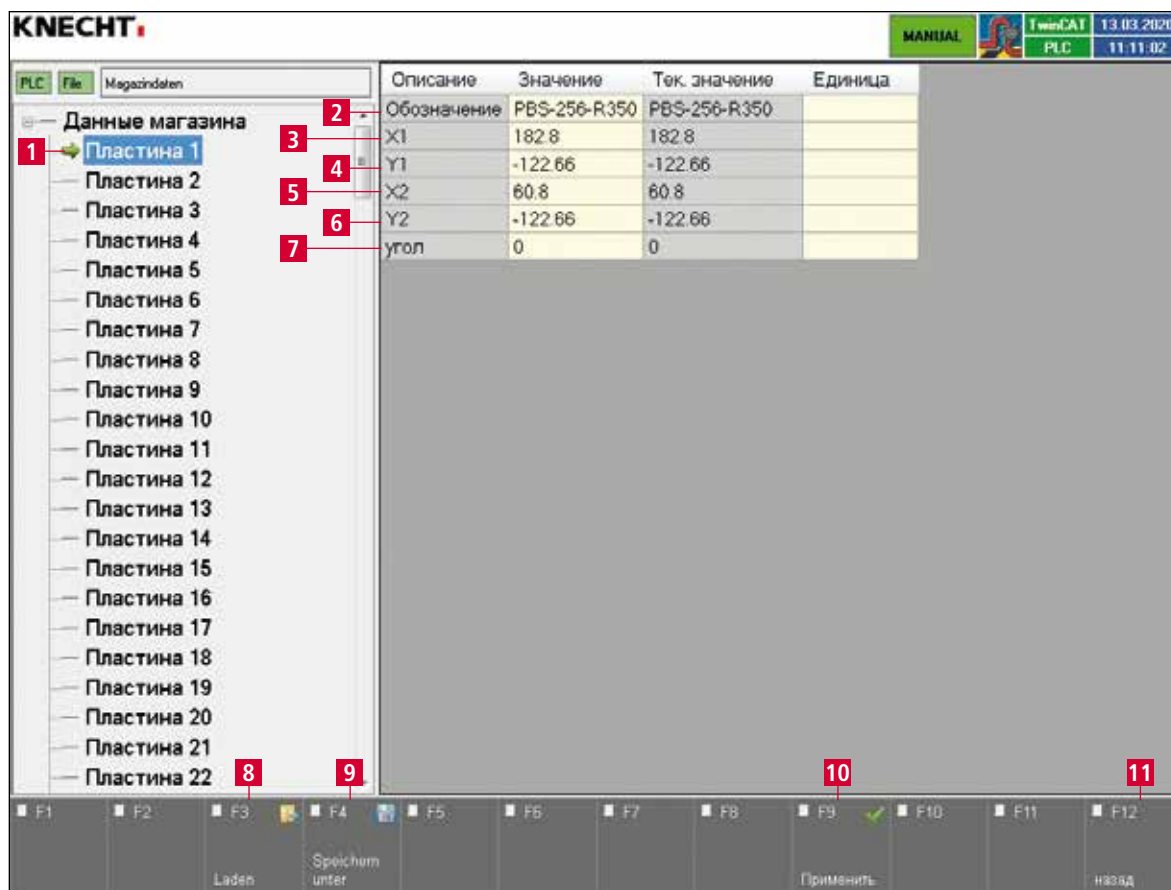 KNECHT
MANUAL
TwinCAT
PLC
13.03.2020
11:11:02
PLC File Magazindaten
Данные магазина
1 Пластина 1
Пластина 2
Пластина 3
Пластина 4
Пластина 5
Пластина 6
Пластина 7
Пластина 8
Пластина 9
Пластина 10
Пластина 11
Пластина 12
Пластина 13
Пластина 14
Пластина 15
Пластина 16
Пластина 17
Пластина 18
Пластина 19
Пластина 20
Пластина 21
Пластина 22
Описание Значение Тек. значение Единица
2 Обозначение PBS-256-R350 PBS-256-R350
3 X1 182.8 182.8
4 Y1 -122.66 -122.66
5 X2 60.8 60.8
6 Y2 -122.66 -122.66
7 угол 0 0
8 9 10 11
F1 F2 F3 F4 F5 F6 F7 F8 F9 F10 F11 F12
Laden
Speichern
unter
Применить
назад